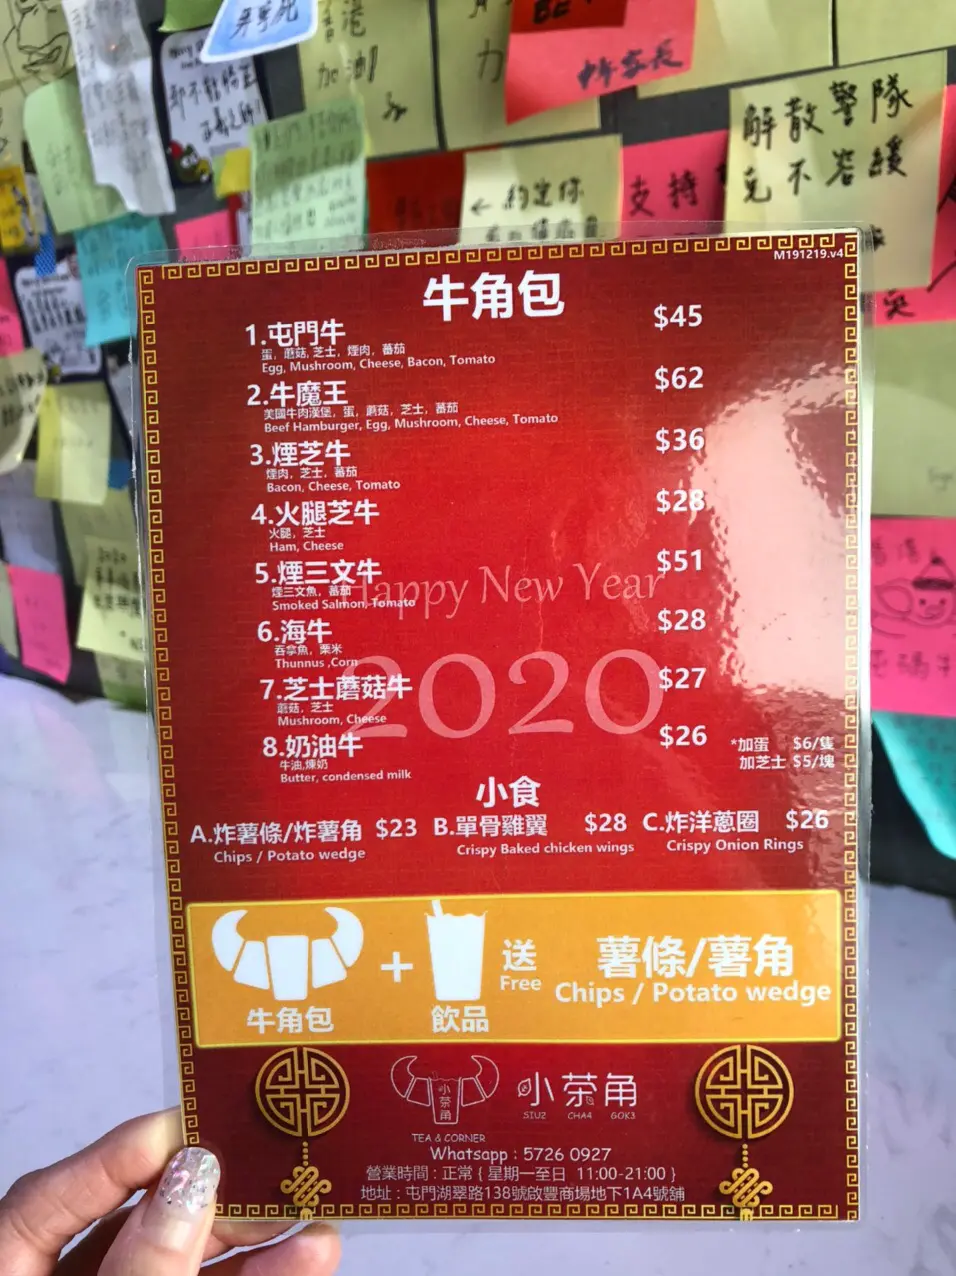 香港
加油!
力
BE
解散警隊
克不容緩
支持
←約定你
M191219.v4
牛角包
1.屯門牛 $45
蛋, 蘑菇, 芝士, 煙肉, 蕃茄
Egg, Mushroom, Cheese, Bacon, Tomato
2.牛魔王 $62
美國牛肉漢堡, 蛋, 蘑菇, 芝士, 蕃茄
Beef Hamburger, Egg, Mushroom, Cheese, Tomato
3.煙芝牛 $36
煙肉, 芝士, 蕃茄
Bacon, Cheese, Tomato
4.火腿芝牛 $28
火腿, 芝士
Ham, Cheese
5.煙三文牛 $51
煙三文魚, 蕃茄
Smoked Salmon, Tomato
Happy New Year
2020
6.海牛 $28
吞拿魚, 粟米
Thunnus ,Corn
7.芝士蘑菇牛 $27
蘑菇, 芝士
Mushroom, Cheese
8.奶油牛 $26
牛油,煉奶
Butter, condensed milk
*加蛋 $6/隻
加芝士 $5/塊
小食
A.炸薯條/炸薯角 $23 B.單骨雞翼 $28 C.炸洋蔥圈 $26
Chips / Potato wedge Crispy Baked chicken wings Crispy Onion Rings
牛角包 + 飲品 送 Free 薯條/薯角
Chips / Potato wedge
小茶角
TEA & CORNER
小茶角
SIU2 CHA4 GOK3
Whatsapp : 5726 0927
營業時間 : 正常 { 星期一至日 11:00-21:00 }
地址 : 屯門湖翠路138號啟豐商場地下1A4號舖